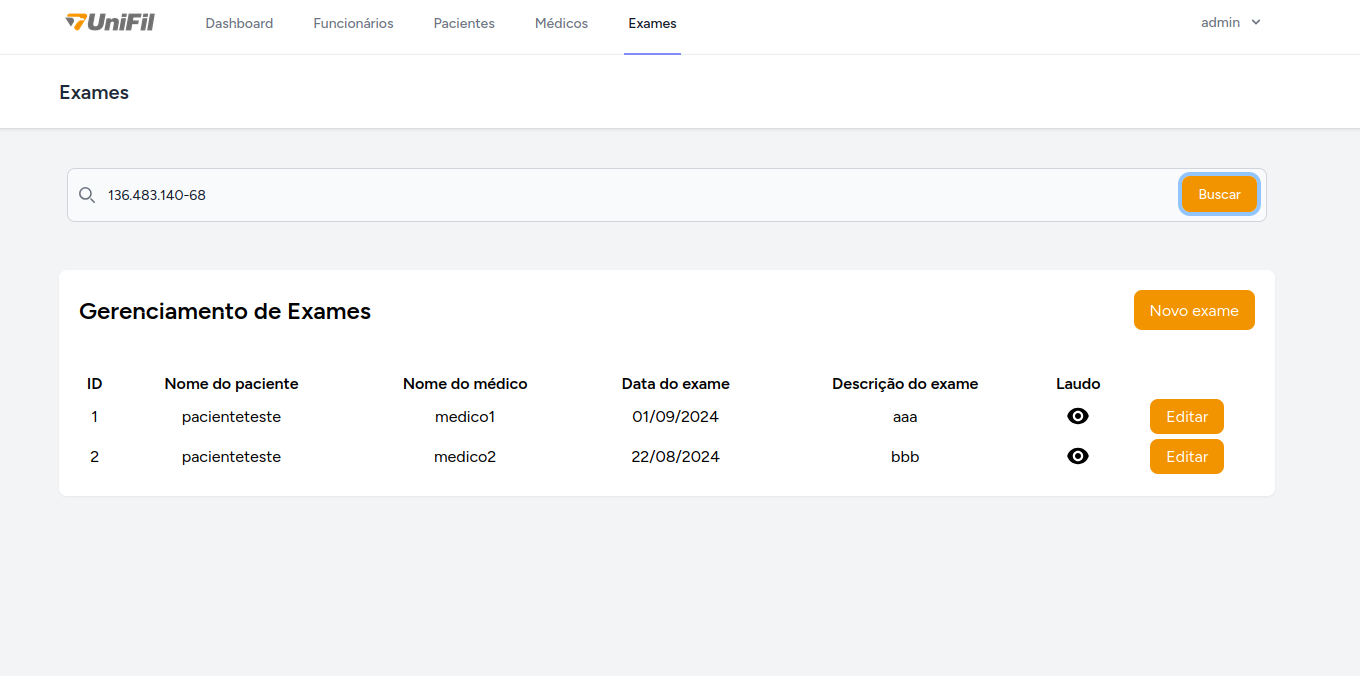 UniFil Dashboard Funcionários Pacientes Médicos Exames admin
Exames
136.483.140-68 Buscar
Gerenciamento de Exames Novo exame
ID Nome do paciente Nome do médico Data do exame Descrição do exame Laudo
1 pacienteteste medico1 01/09/2024 aaa Editar
2 pacienteteste medico2 22/08/2024 bbb Editar